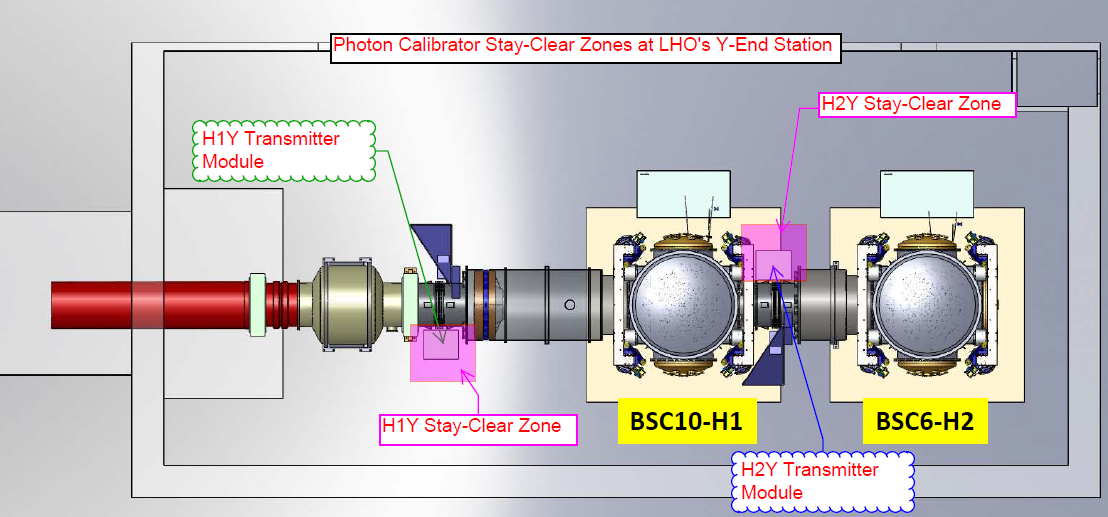 Photon Calibrator Stay-Clear Zones at LHO's Y-End Station
H2Y Stay-Clear Zone
H1Y Transmitter
Module
H1Y Stay-Clear Zone
BSC10-H1
BSC6-H2
H2Y Transmitter
Module